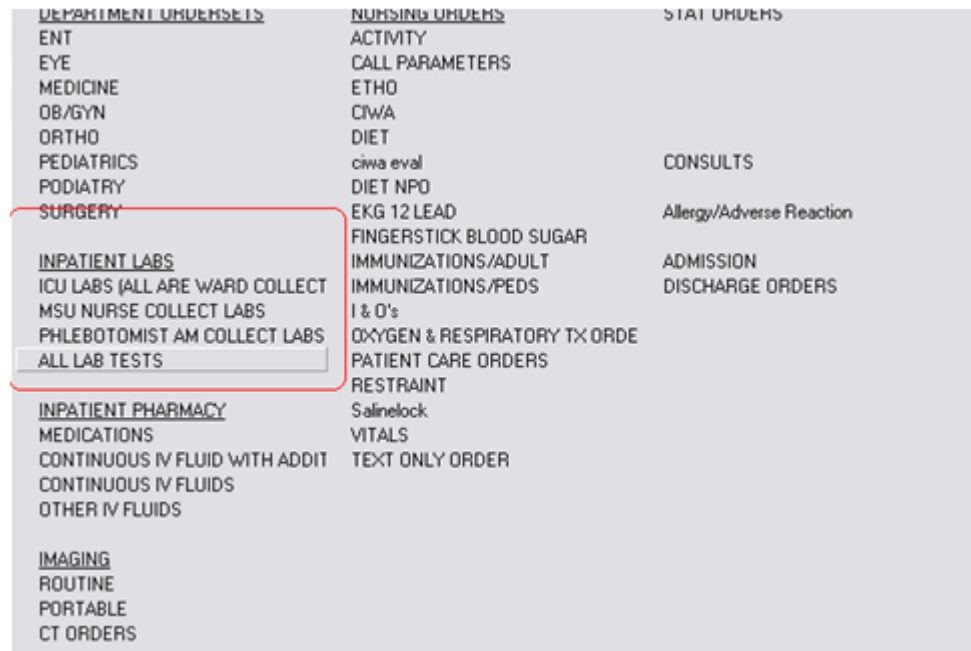 DEPARTMENT ORDERSETS
ENT
EYE
MEDICINE
OB/GYN
ORTHO
PEDIATRICS
PODIATRY
SURGERY
INPATIENT LABS
ICU LABS (ALL ARE WARD COLLECT
MSU NURSE COLLECT LABS
PHLEBOTOMIST AM COLLECT LABS
ALL LAB TESTS
INPATIENT PHARMACY
MEDICATIONS
CONTINUOUS IV FLUID WITH ADDIT
CONTINUOUS IV FLUIDS
OTHER IV FLUIDS
IMAGING
ROUTINE
PORTABLE
CT ORDERS
NURSING ORDERS
ACTIVITY
CALL PARAMETERS
ETHO
CIWA
DIET
ciwa eval
DIET NPO
EKG 12 LEAD
FINGERSTICK BLOOD SUGAR
IMMUNIZATIONS/ADULT
IMMUNIZATIONS/PEDS
I & O's
OXYGEN & RESPIRATORY TX ORDE
PATIENT CARE ORDERS
RESTRAINT
Salinelock
VITALS
TEXT ONLY ORDER
STAT ORDERS
CONSULTS
Allergy/Adverse Reaction
ADMISSION
DISCHARGE ORDERS